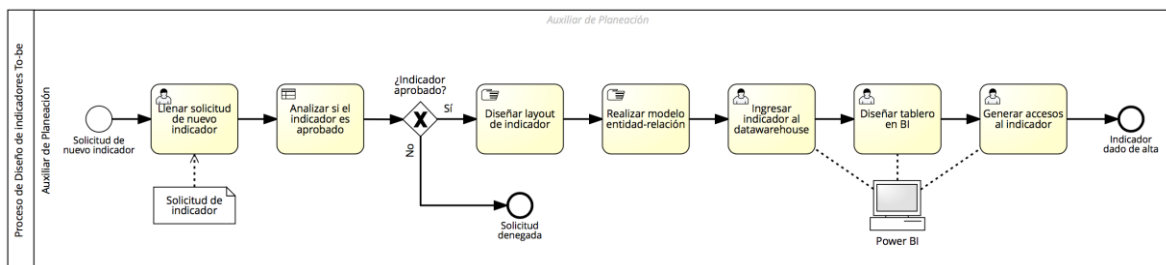 Auxiliar de Planeación
Proceso de Diseño de indicadores To-be
Auxiliar de Planeación
Solicitud de
nuevo indicador
Llenar solicitud
de nuevo
indicador
Solicitud de
indicador
Analizar si el
indicador es
aprobado
¿Indicador
aprobado?
Sí
No
Solicitud
denegada
Diseñar layout
de indicador
Realizar modelo
entidad-relación
Ingresar
indicador al
datawarehouse
Diseñar tablero
en BI
Generar accesos
al indicador
Power BI
Indicador
dado de alta